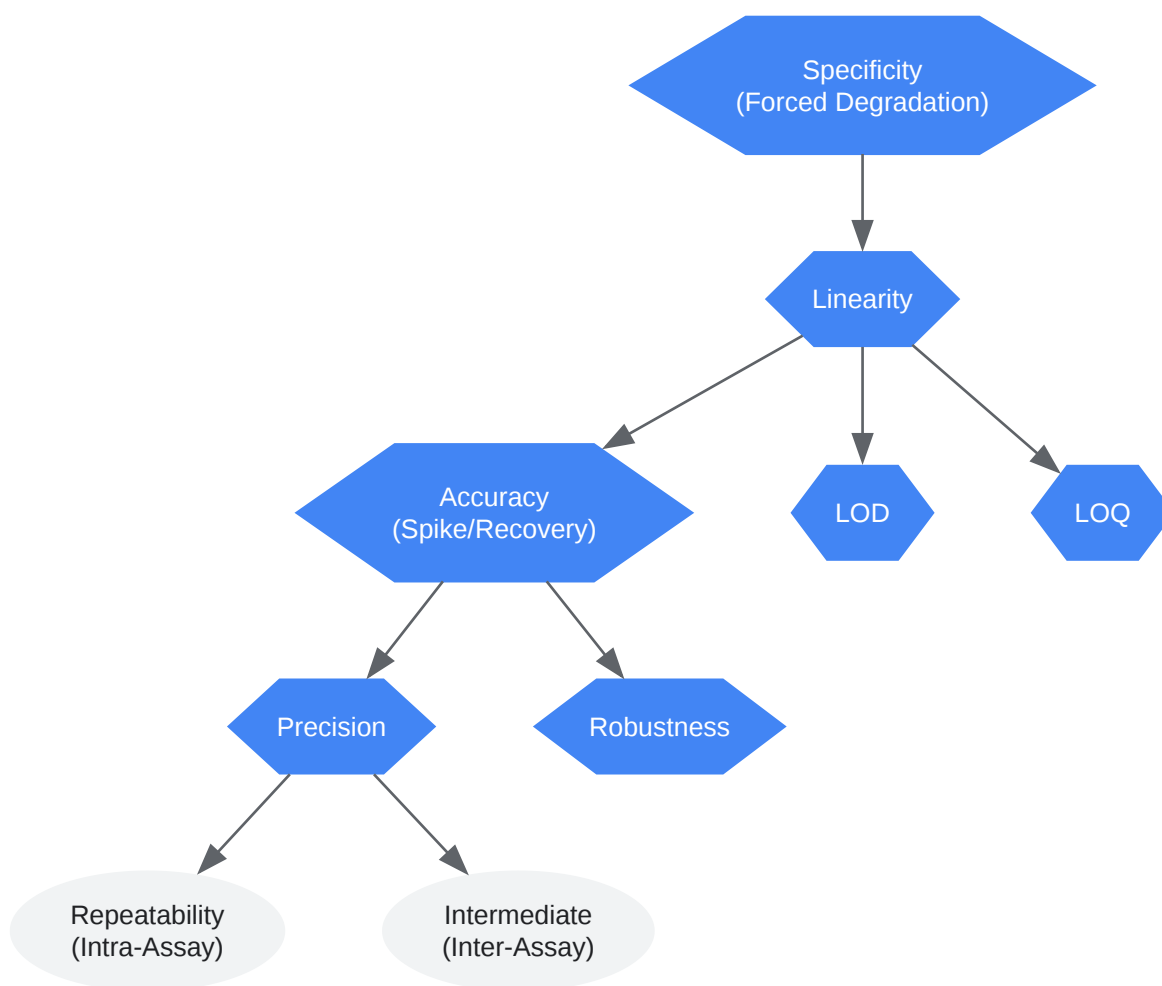 Specificity
(Forced Degradation)
Linearity
Accuracy
(Spike/Recovery)
LOD
LOQ
Precision
Robustness
Repeatability
(Intra-Assay)
Intermediate
(Inter-Assay)